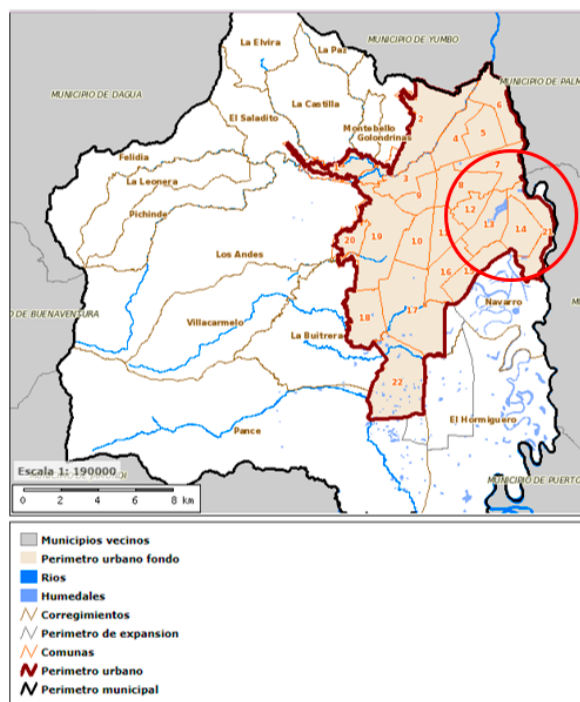 MUNICIPIO DE YUMBO
La Elvira
La Paz
MUNICIPIO DE PALM
MUNICIPIO DE DAGUA
La Castilla
6
2
El Saladito
Montebello
4
5
Golondrinas
Felidia
7
La Leonera
3
8
9
12
Pichinde
13
14
21
20
19
10
11
Los Andes
16
15
Navarro
O DE BUENAVENTURA
Villacarmelo
18
17
La Buitrera
22
El Hormiguero
Pance
Escala 1: 190000
MUNICIPIO DE PUERTO
0 2 4 6 8 km
Municipios vecinos
Perimetro urbano fondo
Rios
Humedales
Corregimientos
Perimetro de expansion
Comunas
Perimetro urbano
Perimetro municipal